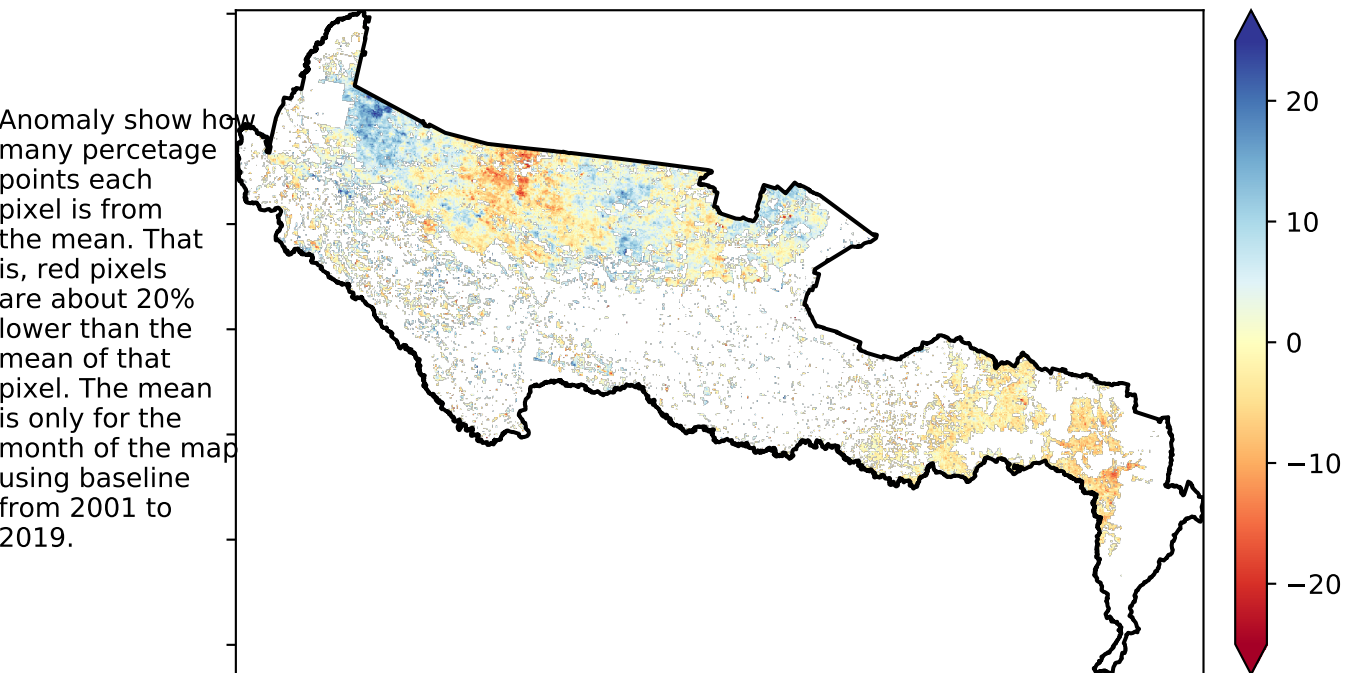 Anomaly show how
many percetage
points each
pixel is from
the mean. That
is, red pixels
are about 20%
lower than the
mean of that
pixel. The mean
is only for the
month of the map
using baseline
from 2001 to
2019.
20
10
0
−10
−20